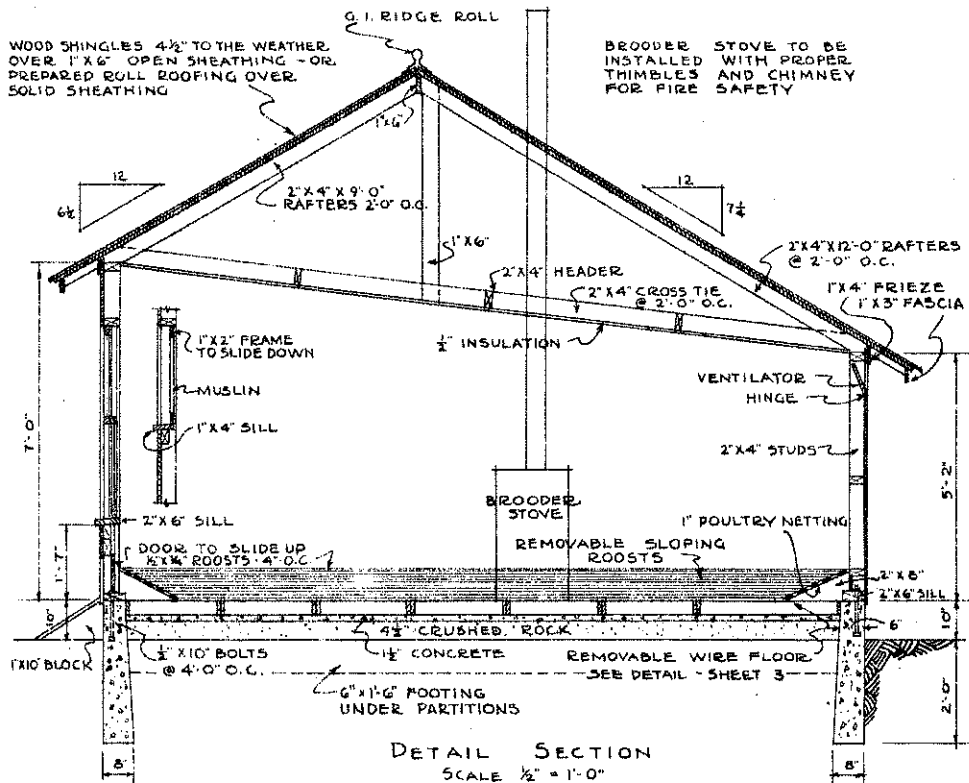 G.I. RIDGE ROLL
WOOD SHINGLES 4½" TO THE WEATHER
OVER 1"X6" OPEN SHEATHING - OR
PREPARED ROLL ROOFING OVER
SOLID SHEATHING
BROODER STOVE TO BE
INSTALLED WITH PROPER
THIMBLES AND CHIMNEY
FOR FIRE SAFETY
1"X6"
12
6½
2"X4"X9'-0"
RAFTERS 2'-0" O.C.
12
7¼
1"X6"
2"X4" HEADER
2"X4" CROSS TIE
@ 2'-0" O.C.
2"X4"X12'-0" RAFTERS
@ 2'-0" O.C.
1"X4" FRIEZE
1"X3" FASCIA
½" INSULATION
1"X2" FRAME
TO SLIDE DOWN
MUSLIN
1"X4" SILL
VENTILATOR
HINGE
2"X4" STUDS
7'-0"
5'-2"
BROODER
STOVE
2"X6" SILL
1'-7"
1" POULTRY NETTING
DOOR TO SLIDE UP
ROOSTS - 4" O.C.
REMOVABLE SLOPING
ROOSTS
2"X8"
2"X6" SILL
10"
10"
6"
4½" CRUSHED ROCK
1½" CONCRETE
1"X10" BLOCK
½"X10" BOLTS
@ 4'-0" O.C.
REMOVABLE WIRE FLOOR
SEE DETAIL - SHEET 3
6"X1'-6" FOOTING
UNDER PARTITIONS
2'-0"
8"
8"
DETAIL SECTION
SCALE ½" = 1'-0"